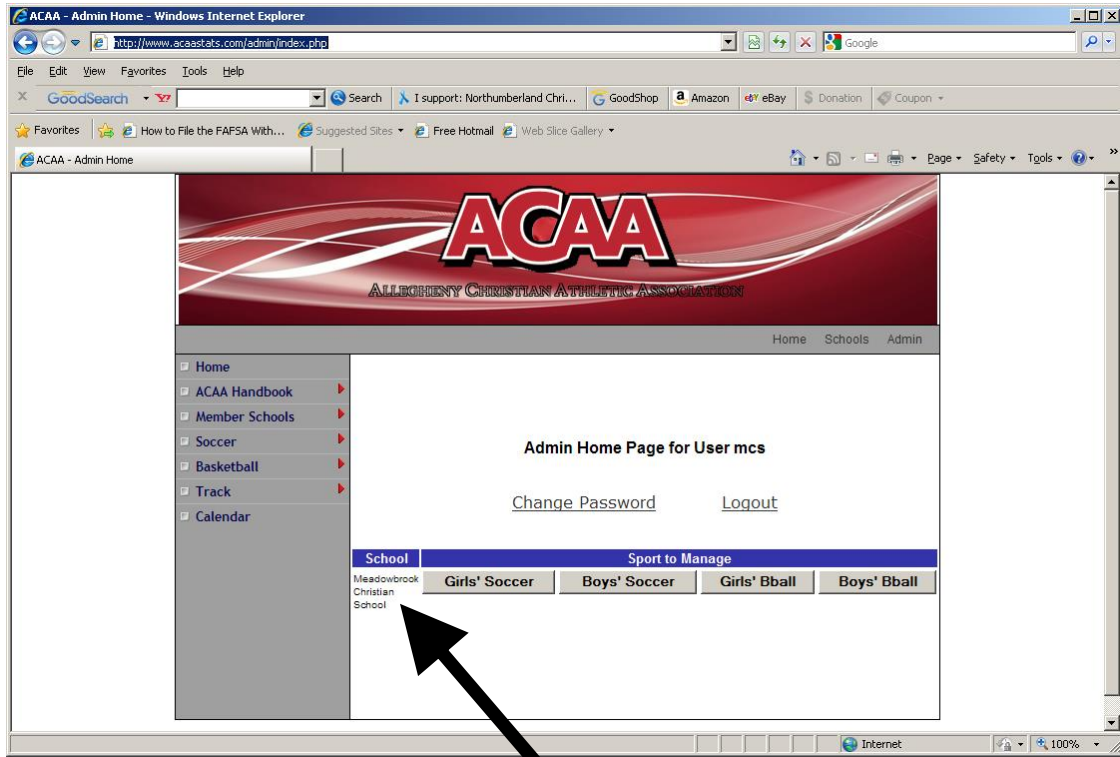 ACAA - Admin Home - Windows Internet Explorer
http://www.acaastats.com/admin/index.php
Google
File Edit View Favorites Tools Help
GoodSearch Search I support: Northumberland Chri... GoodShop Amazon eBay Donation Coupon
Favorites How to File the FAFSA With... Suggested Sites Free Hotmail Web Slice Gallery
ACAA - Admin Home Page Safety Tools
ACAA
Allegheny Christian Athletic Association
Home Schools Admin
Home
ACAA Handbook
Member Schools
Soccer
Basketball
Track
Calendar
Admin Home Page for User mcs
Change Password Logout
School Sport to Manage
Meadowbrook Christian School
Girls' Soccer Boys' Soccer Girls' Bball Boys' Bball
Internet 100%